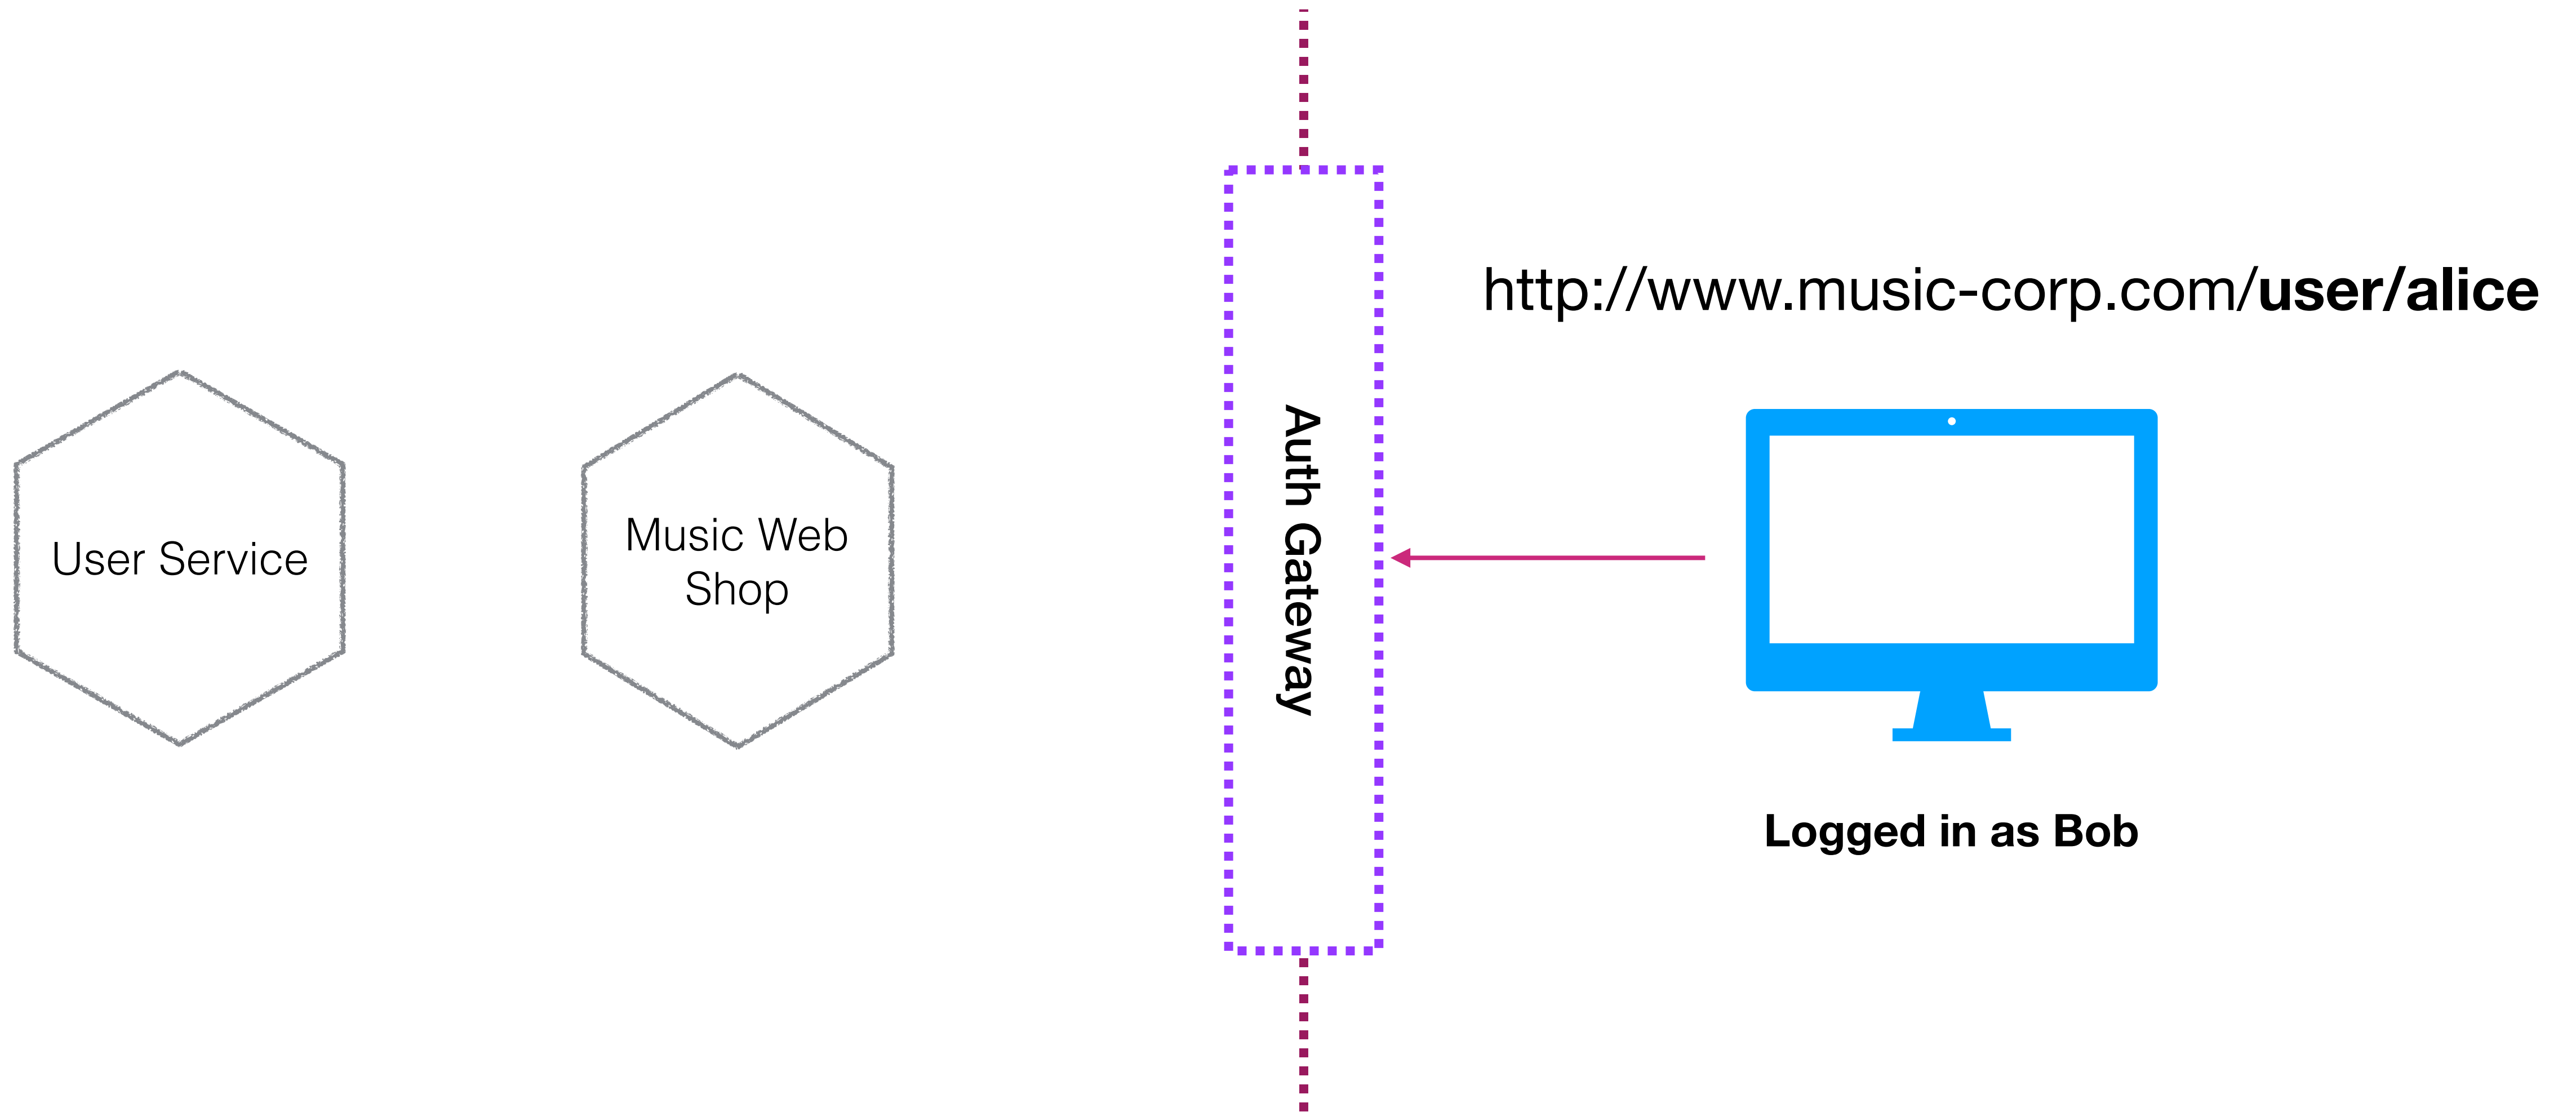 http://www.music-corp.com/user/alice
User Service
Music Web
Shop
Auth Gateway
Logged in as Bob